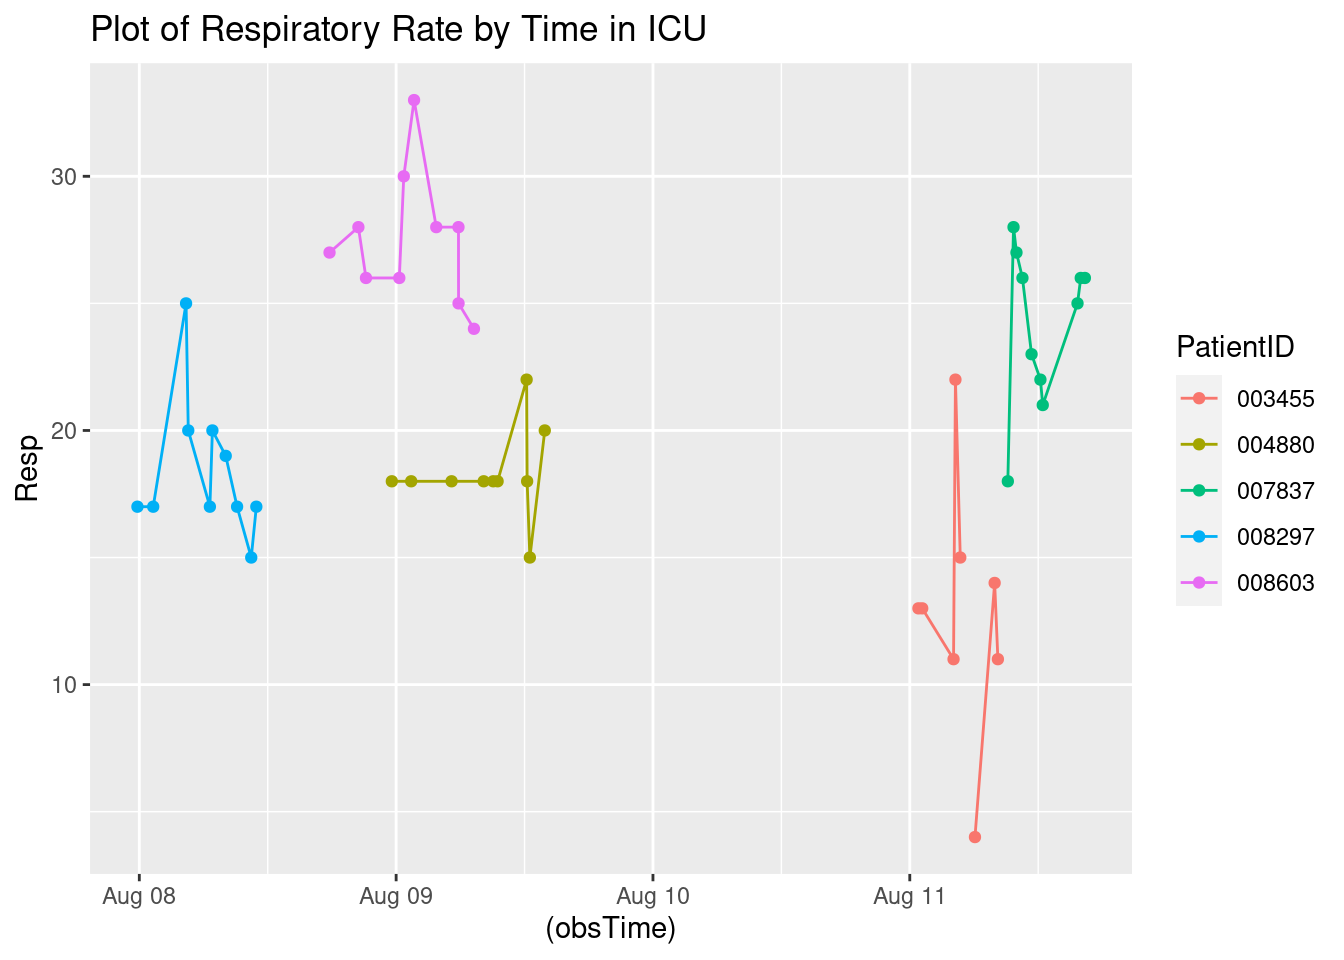 Plot of Respiratory Rate by Time in ICU
30
20
10
Resp
Aug 08
Aug 09
Aug 10
Aug 11
(obsTime)
PatientID
003455
004880
007837
008297
008603